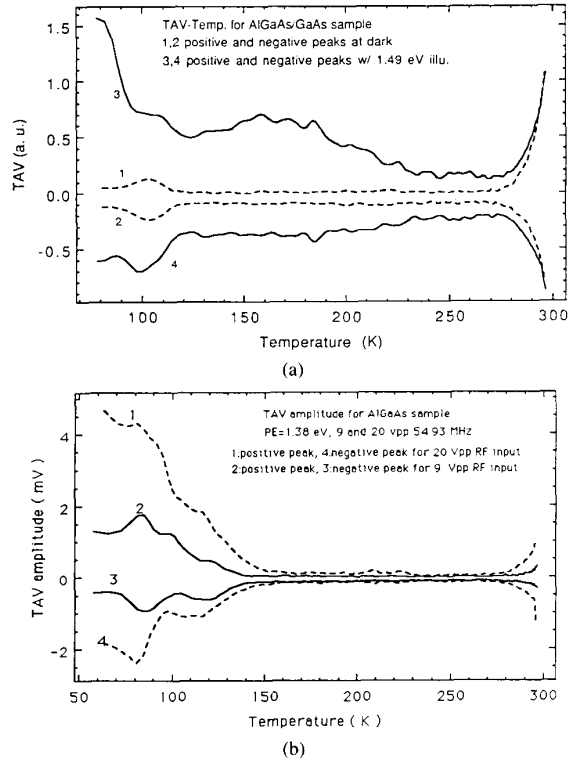 TAV-Temp. for AlGaAs/GaAs sample
1,2 positive and negative peaks at dark
3,4 positive and negative peaks w/ 1.49 eV illu.
TAV (a. u.)
1.5
1.0
0.5
0.0
-0.5
3
1
2
4
100 150 200 250 300
Temperature (K)
(a)
TAV amplitude for AlGaAs sample
PE=1.38 eV, 9 and 20 vpp 54.93 MHz
1:positive peak, 4:negative peak for 20 Vpp RF input
2:positive peak, 3:negative peak for 9 Vpp RF input
TAV amplitude ( mV )
4
2
0
-2
1
2
3
4
50 100 150 200 250 300
Temperature ( K )
(b)